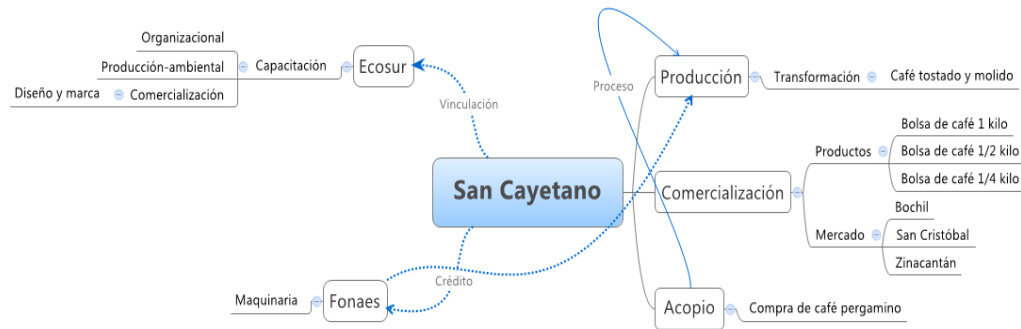 Organizacional
Producción-ambiental
Diseño y marca
Comercialización
Capacitación
Ecosur
Vinculación
San Cayetano
Crédito
Maquinaria
Fonaes
Proceso
Producción
Transformación
Café tostado y molido
Comercialización
Productos
Bolsa de café 1 kilo
Bolsa de café 1/2 kilo
Bolsa de café 1/4 kilo
Mercado
Bochil
San Cristóbal
Zinacantán
Acopio
Compra de café pergamino